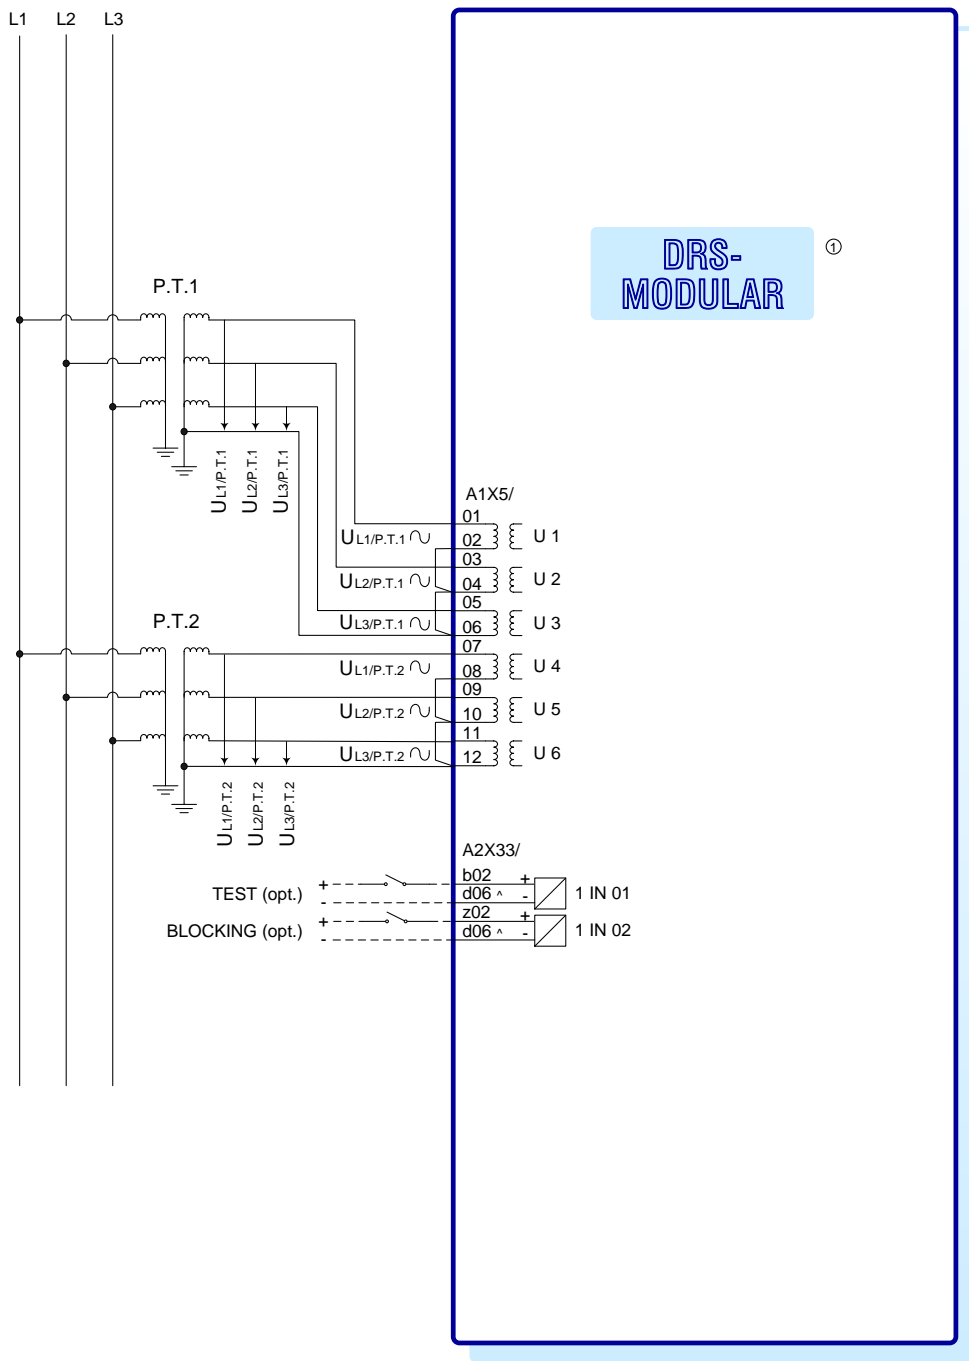 L1 L2 L3
DRS-
MODULAR
①
P.T.1
UL1/P.T.1
UL2/P.T.1
UL3/P.T.1
A1X5/
01
UL1/P.T.1
02
U 1
03
UL2/P.T.1
04
U 2
05
UL3/P.T.1
06
U 3
P.T.2
07
UL1/P.T.2
08
U 4
09
UL2/P.T.2
10
U 5
11
UL3/P.T.2
12
U 6
UL1/P.T.2
UL2/P.T.2
UL3/P.T.2
A2X33/
TEST (opt.)
+ b02 +
- d06 ^ -
1 IN 01
BLOCKING (opt.)
+ z02 +
- d06 ^ -
1 IN 02